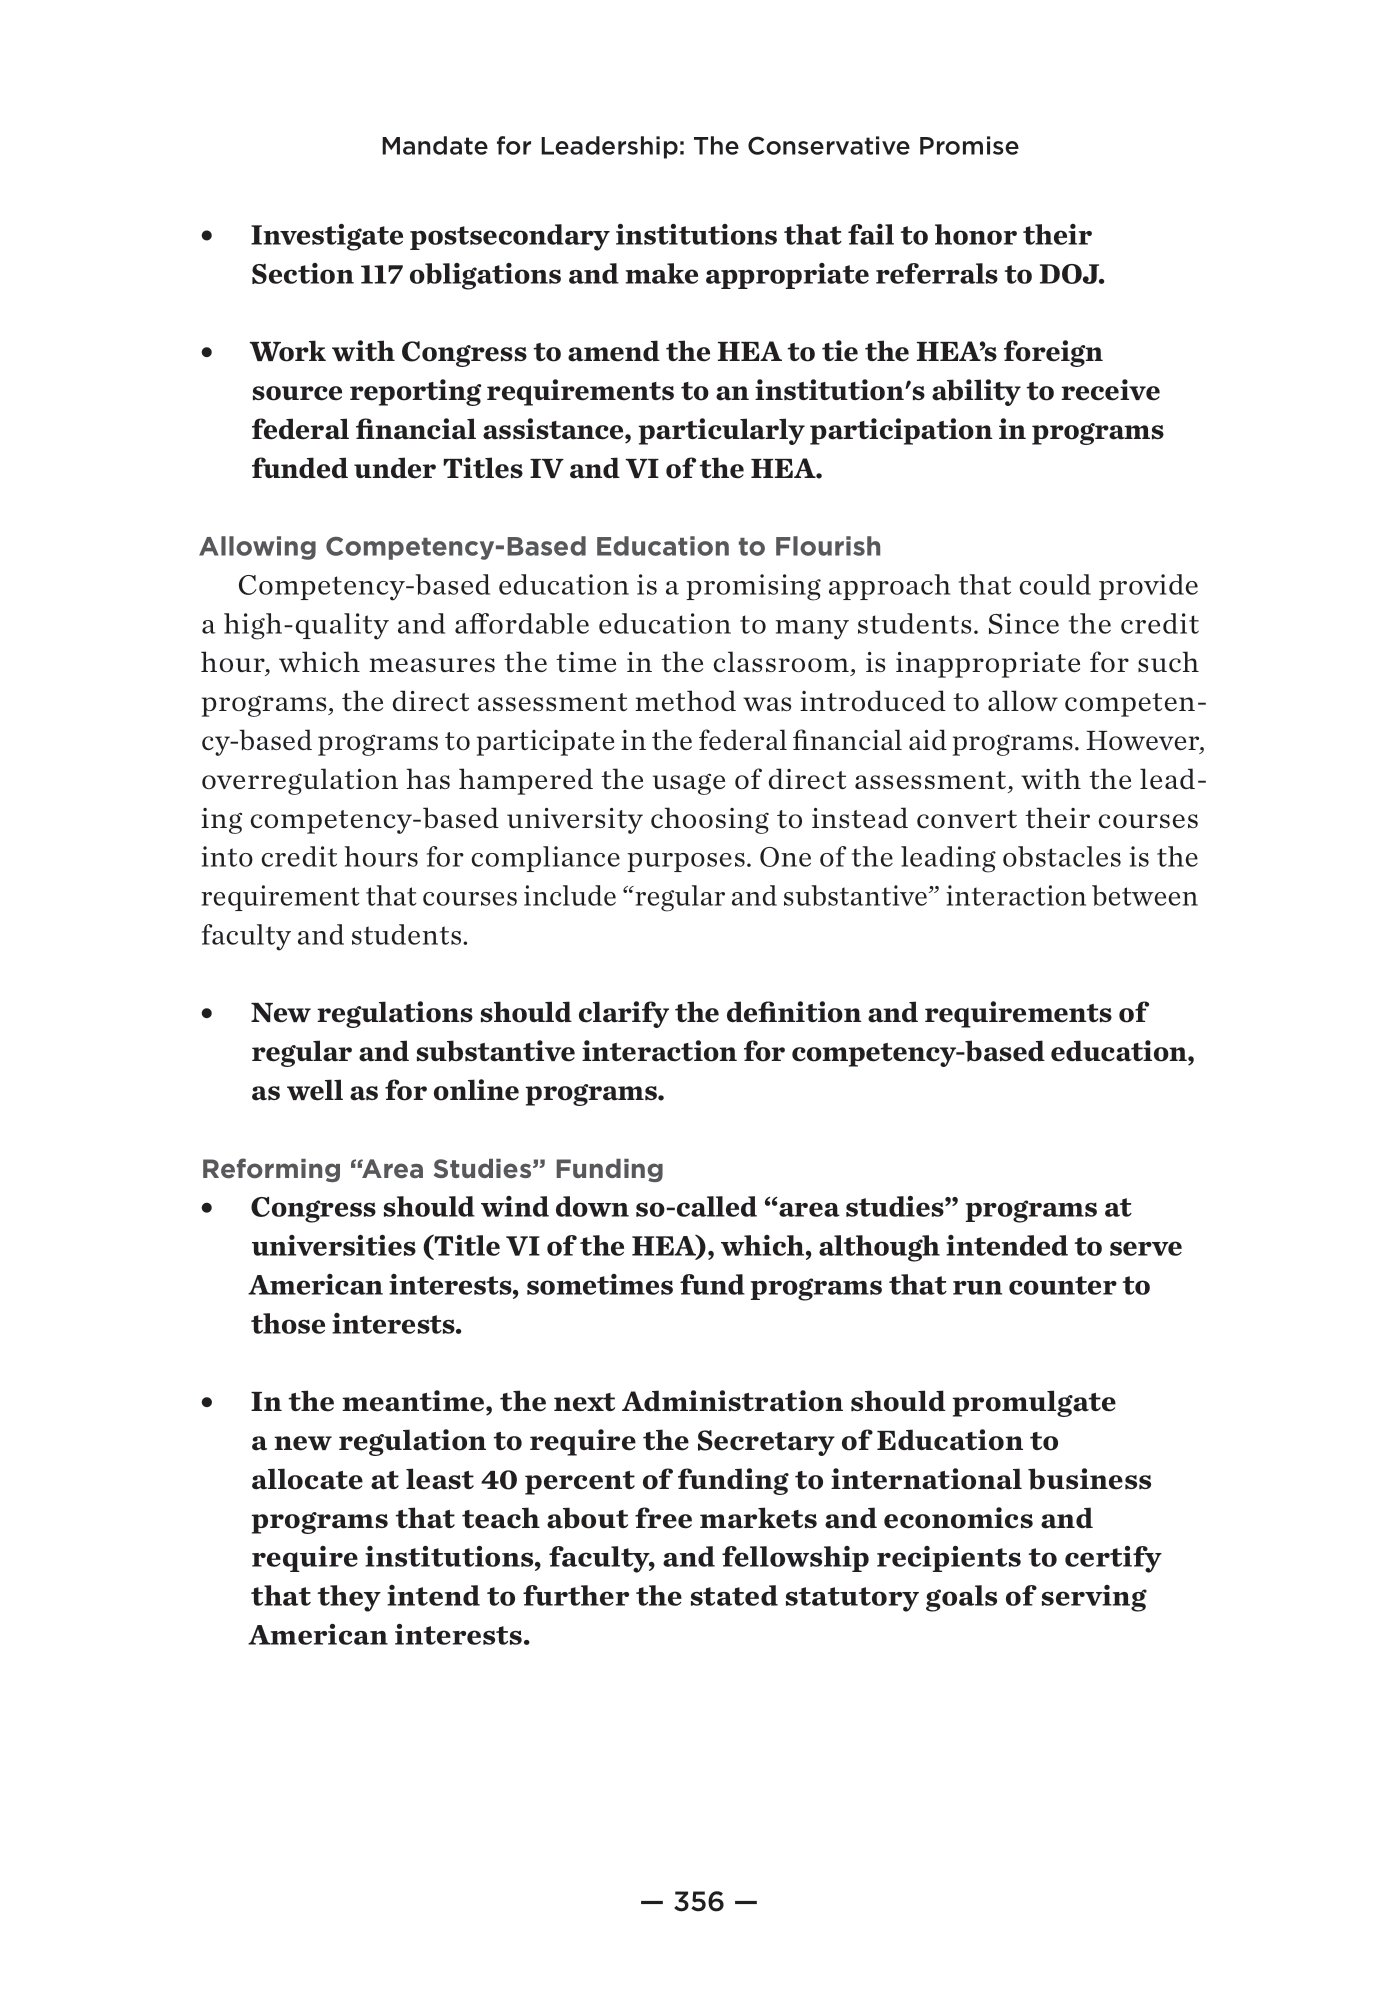 Mandate for Leadership: The Conservative Promise
• Investigate postsecondary institutions that fail to honor their
Section 117 obligations and make appropriate referrals to DOJ.
• Work with Congress to amend the HEA to tie the HEA’s foreign
source reporting requirements to an institution's ability to receive
federal financial assistance, particularly participation in programs
funded under Titles IV and VI of the HEA.
Allowing Competency-Based Education to Flourish
Competency-based education is a promising approach that could provide
a high-quality and affordable education to many students. Since the credit
hour, which measures the time in the classroom, is inappropriate for such
programs, the direct assessment method was introduced to allow competen-
cy-based programs to participate in the federal financial aid programs. However,
overregulation has hampered the usage of direct assessment, with the lead-
ing competency-based university choosing to instead convert their courses
into credit hours for compliance purposes. One of the leading obstacles is the
requirement that courses include “regular and substantive” interaction between
faculty and students.
• New regulations should clarify the definition and requirements of
regular and substantive interaction for competency-based education,
as well as for online programs.
Reforming “Area Studies” Funding
• Congress should wind down so-called “area studies” programs at
universities (Title VI of the HEA), which, although intended to serve
American interests, sometimes fund programs that run counter to
those interests.
• In the meantime, the next Administration should promulgate
a new regulation to require the Secretary of Education to
allocate at least 40 percent of funding to international business
programs that teach about free markets and economics and
require institutions, faculty, and fellowship recipients to certify
that they intend to further the stated statutory goals of serving
American interests.
— 356 —